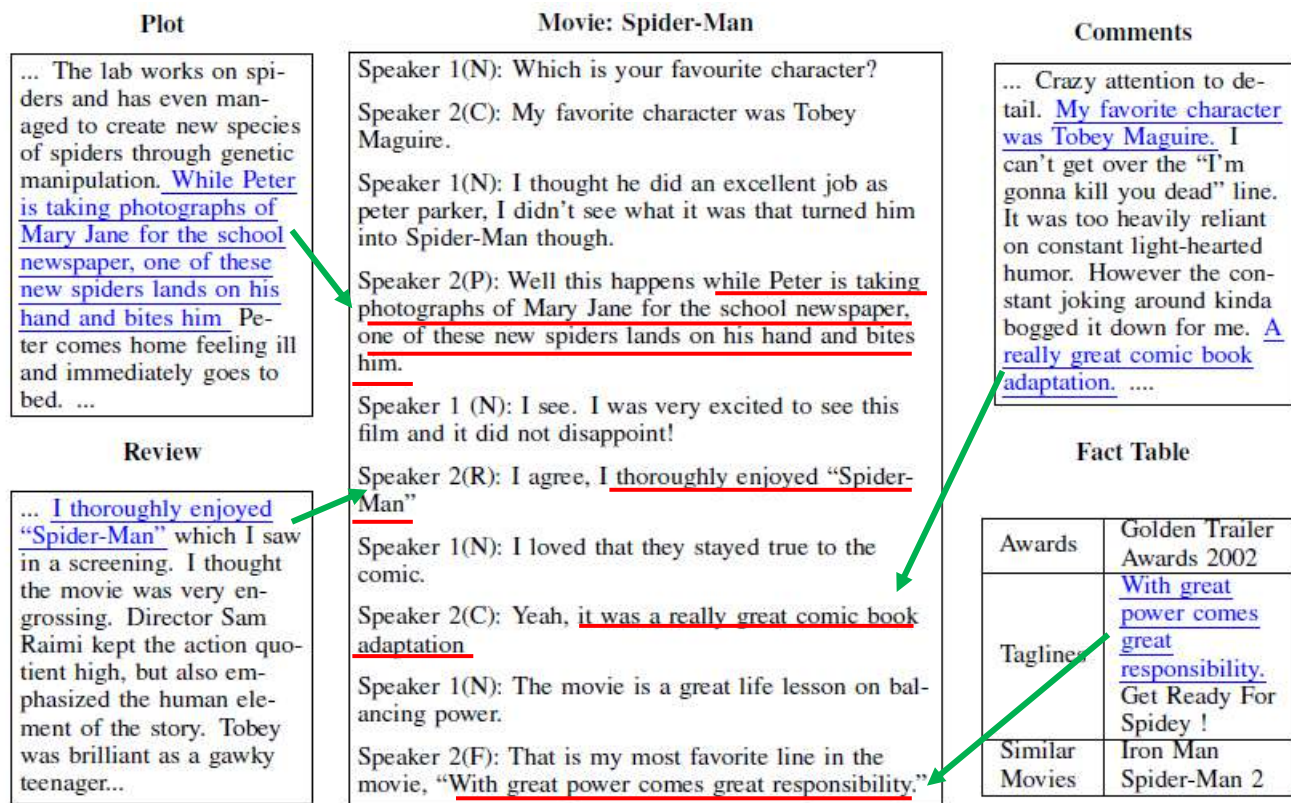 Plot
... The lab works on spi-
ders and has even man-
aged to create new species
of spiders through genetic
manipulation. While Peter
is taking photographs of
Mary Jane for the school
newspaper, one of these
new spiders lands on his
hand and bites him Pe-
ter comes home feeling ill
and immediately goes to
bed. ...
Review
... I thoroughly enjoyed
“Spider-Man” which I saw
in a screening. I thought
the movie was very en-
grossing. Director Sam
Raimi kept the action quo-
tient high, but also em-
phasized the human ele-
ment of the story. Tobey
was brilliant as a gawky
teenager...
Movie: Spider-Man
Speaker 1(N): Which is your favourite character?
Speaker 2(C): My favorite character was Tobey
Maguire.
Speaker 1(N): I thought he did an excellent job as
peter parker, I didn’t see what it was that turned him
into Spider-Man though.
Speaker 2(P): Well this happens while Peter is taking
photographs of Mary Jane for the school newspaper,
one of these new spiders lands on his hand and bites
him.
Speaker 1 (N): I see. I was very excited to see this
film and it did not disappoint!
Speaker 2(R): I agree, I thoroughly enjoyed “Spider-
Man”
Speaker 1(N): I loved that they stayed true to the
comic.
Speaker 2(C): Yeah, it was a really great comic book
adaptation
Speaker 1(N): The movie is a great life lesson on bal-
ancing power.
Speaker 2(F): That is my most favorite line in the
movie, “With great power comes great responsibility.”
Comments
... Crazy attention to de-
tail. My favorite character
was Tobey Maguire. I
can’t get over the “I’m
gonna kill you dead” line.
It was too heavily reliant
on constant light-hearted
humor. However the con-
stant joking around kinda
bogged it down for me. A
really great comic book
adaptation. ....
Fact Table
Awards
Golden Trailer
Awards 2002
Taglines
With great
power comes
great
responsibility.
Get Ready For
Spidey !
Similar
Movies
Iron Man
Spider-Man 2